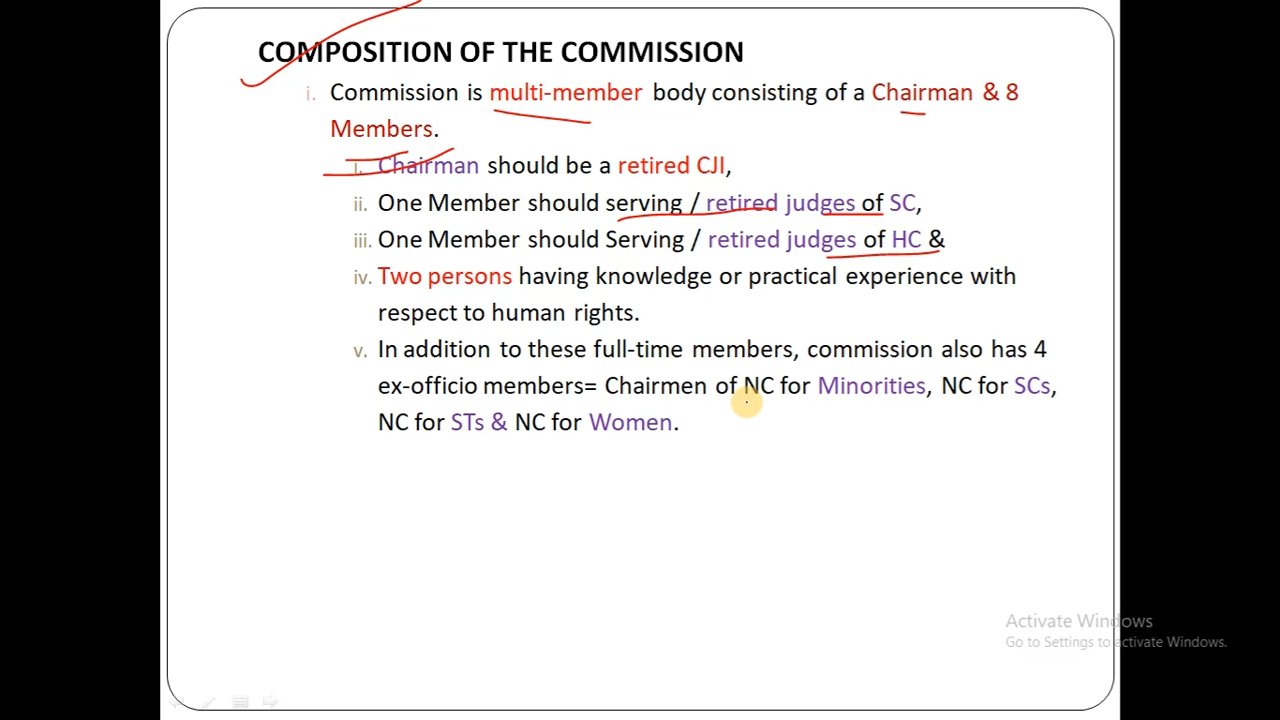 COMPOSITION OF THE COMMISSION
i. Commission is multi-member body consisting of a Chairman & 8
Members.
i. Chairman should be a retired CJI,
ii. One Member should serving / retired judges of SC,
iii. One Member should Serving / retired judges of HC &
iv. Two persons having knowledge or practical experience with
respect to human rights.
v. In addition to these full-time members, commission also has 4
ex-officio members= Chairmen of NC for Minorities, NC for SCs,
NC for STs & NC for Women.
Activate Windows
Go to Settings to activate Windows.